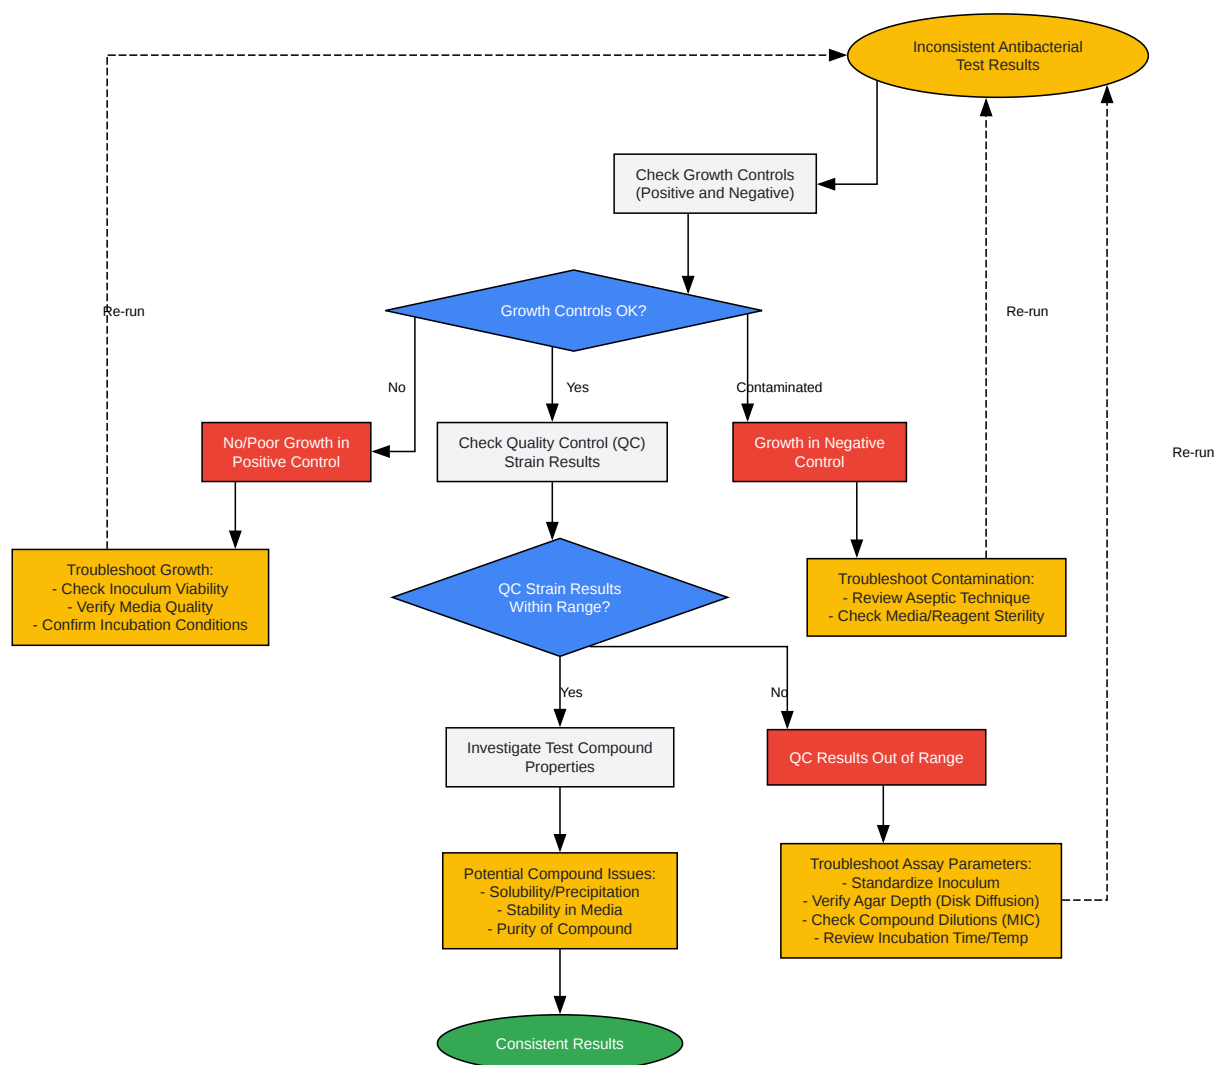 Inconsistent Antibacterial
Test Results
Check Growth Controls
(Positive and Negative)
Re-run
Growth Controls OK?
Re-run
No
Yes
Contaminated
No/Poor Growth in
Positive Control
Check Quality Control (QC)
Strain Results
Growth in Negative
Control
Re-run
Troubleshoot Growth:
- Check Inoculum Viability
- Verify Media Quality
- Confirm Incubation Conditions
QC Strain Results
Within Range?
Troubleshoot Contamination:
- Review Aseptic Technique
- Check Media/Reagent Sterility
Yes
No
Investigate Test Compound
Properties
QC Results Out of Range
Potential Compound Issues:
- Solubility/Precipitation
- Stability in Media
- Purity of Compound
Troubleshoot Assay Parameters:
- Standardize Inoculum
- Verify Agar Depth (Disk Diffusion)
- Check Compound Dilutions (MIC)
- Review Incubation Time/Temp
Consistent Results